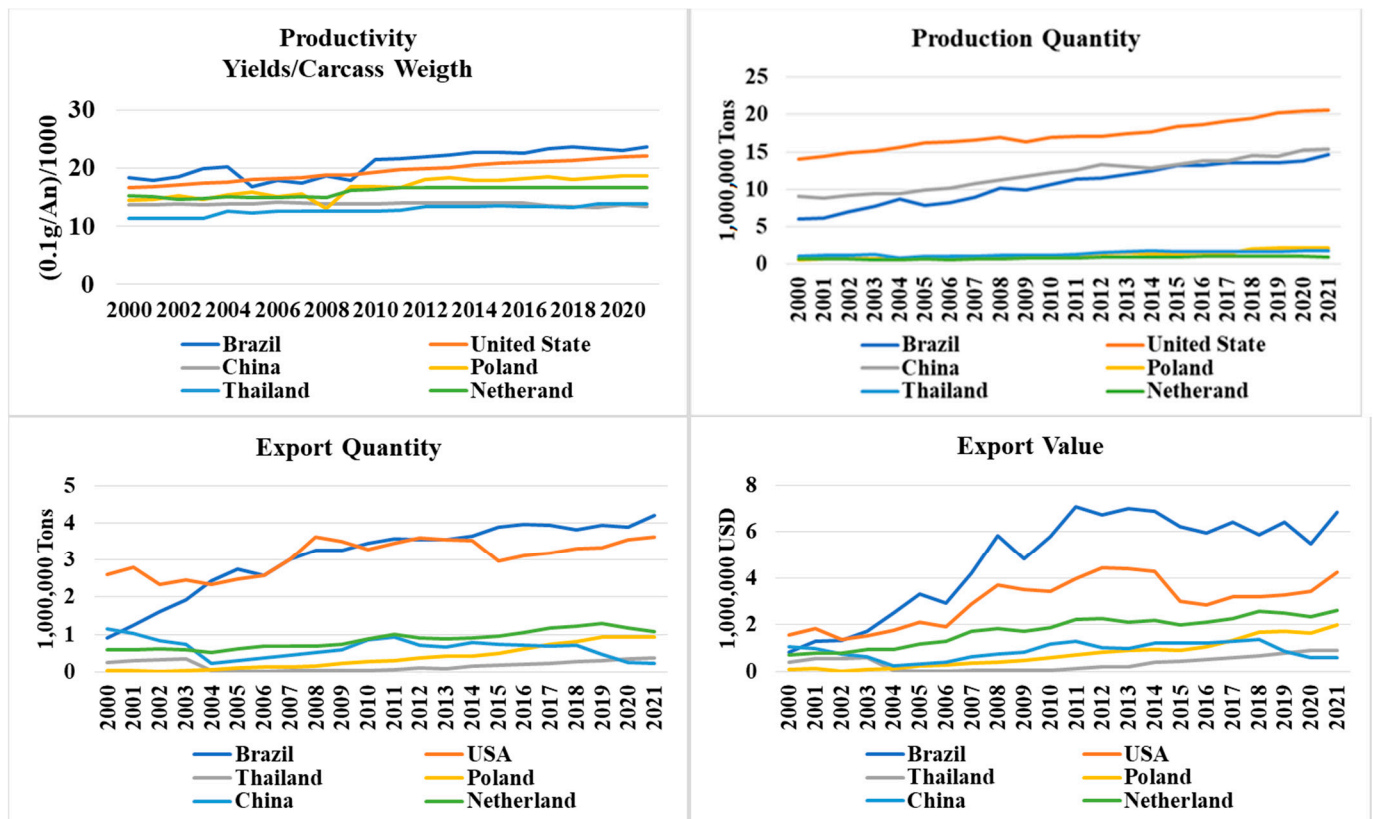 Productivity
Yields/Carcass Weigth
(0.1g/An)/1000
30
20
10
0
2000 2002 2004 2006 2008 2010 2012 2014 2016 2018 2020
Brazil United State
China Poland
Thailand Netherand
Production Quantity
1,000,000 Tons
25
20
15
10
5
0
2000 2001 2002 2003 2004 2005 2006 2007 2008 2009 2010 2011 2012 2013 2014 2015 2016 2017 2018 2019 2020 2021
Brazil United State
China Poland
Thailand Netherand
Export Quantity
1,000,000 Tons
5
4
3
2
1
0
2000 2001 2002 2003 2004 2005 2006 2007 2008 2009 2010 2011 2012 2013 2014 2015 2016 2017 2018 2019 2020 2021
Brazil USA
Thailand Poland
China Netherland
Export Value
1,000,000 USD
8
6
4
2
0
2000 2001 2002 2003 2004 2005 2006 2007 2008 2009 2010 2011 2012 2013 2014 2015 2016 2017 2018 2019 2020 2021
Brazil USA
Thailand Poland
China Netherland